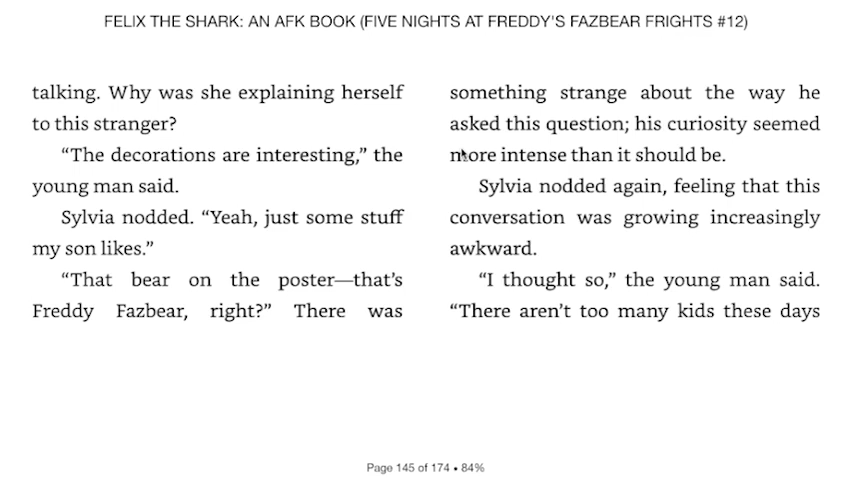 FELIX THE SHARK: AN AFK BOOK (FIVE NIGHTS AT FREDDY'S FAZBEAR FRIGHTS #12)
talking. Why was she explaining herself
to this stranger?
“The decorations are interesting,” the
young man said.
Sylvia nodded. “Yeah, just some stuff
my son likes.”
“That bear on the poster—that’s
Freddy Fazbear, right?” There was
something strange about the way he
asked this question; his curiosity seemed
more intense than it should be.
Sylvia nodded again, feeling that this
conversation was growing increasingly
awkward.
“I thought so,” the young man said.
“There aren’t too many kids these days
Page 145 of 174 • 84%